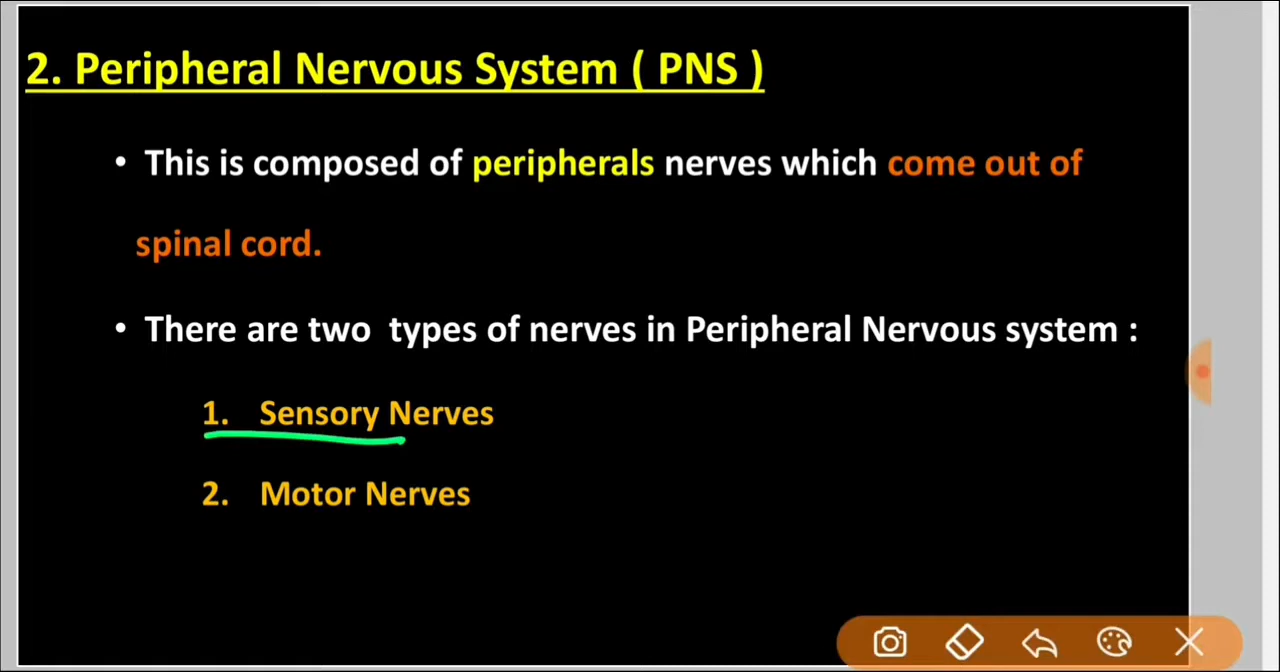 2. Peripheral Nervous System ( PNS )
• This is composed of peripherals nerves which come out of
spinal cord.
• There are two types of nerves in Peripheral Nervous system :
1. Sensory Nerves
2. Motor Nerves